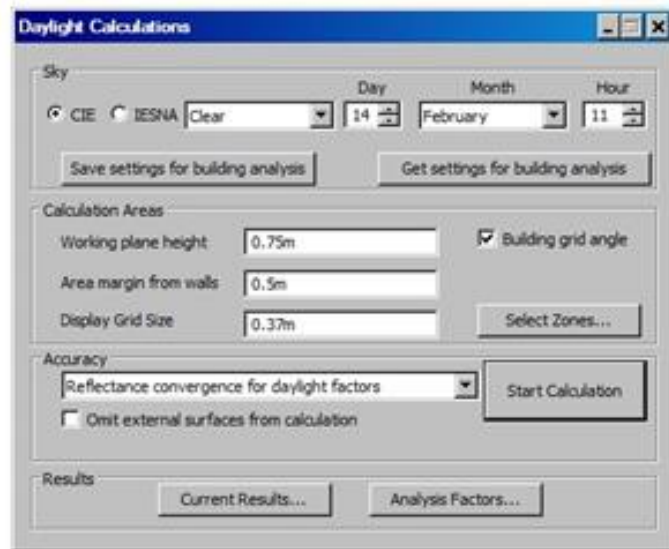 Daylight Calculations
Sky
Day Month Hour
CIE IESNA Clear 14 February 11
Save settings for building analysis Get settings for building analysis
Calculation Areas
Working plane height 0.75m Building grid angle
Area margin from walls 0.5m
Display Grid Size 0.37m Select Zones...
Accuracy
Reflectance convergence for daylight factors Start Calculation
Omit external surfaces from calculation
Results
Current Results... Analysis Factors...